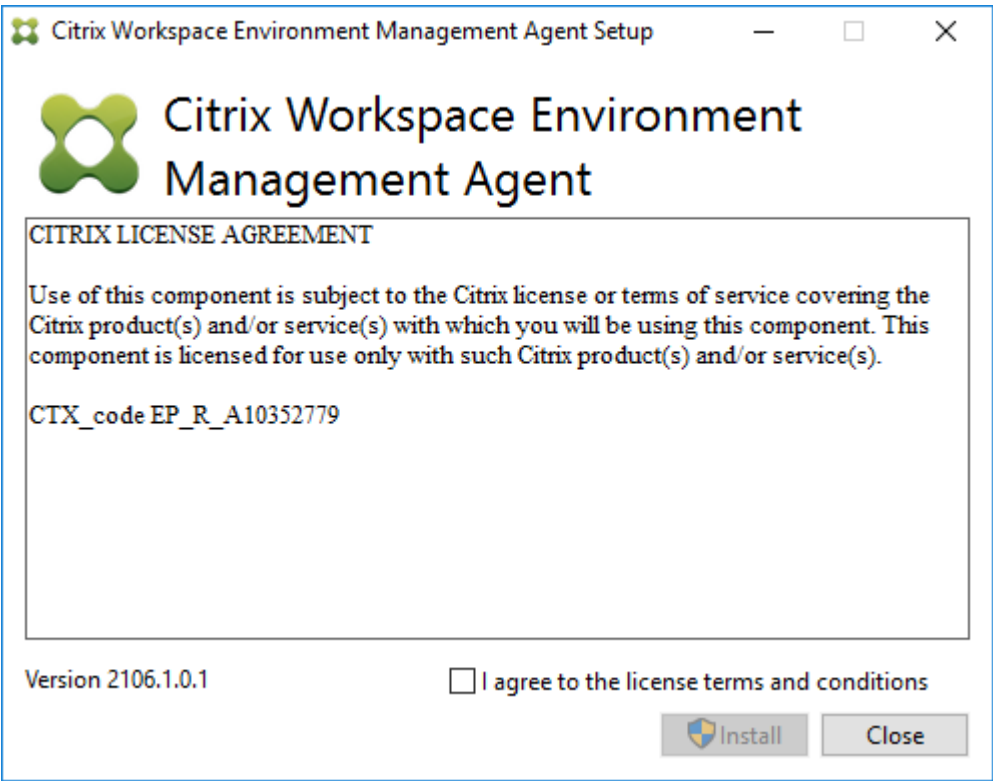 Citrix Workspace Environment Management Agent Setup
Citrix Workspace Environment
Management Agent
CITRIX LICENSE AGREEMENT
Use of this component is subject to the Citrix license or terms of service covering the
Citrix product(s) and/or service(s) with which you will be using this component. This
component is licensed for use only with such Citrix product(s) and/or service(s).
CTX_code EP_R_A10352779
Version 2106.1.0.1
I agree to the license terms and conditions
Install
Close